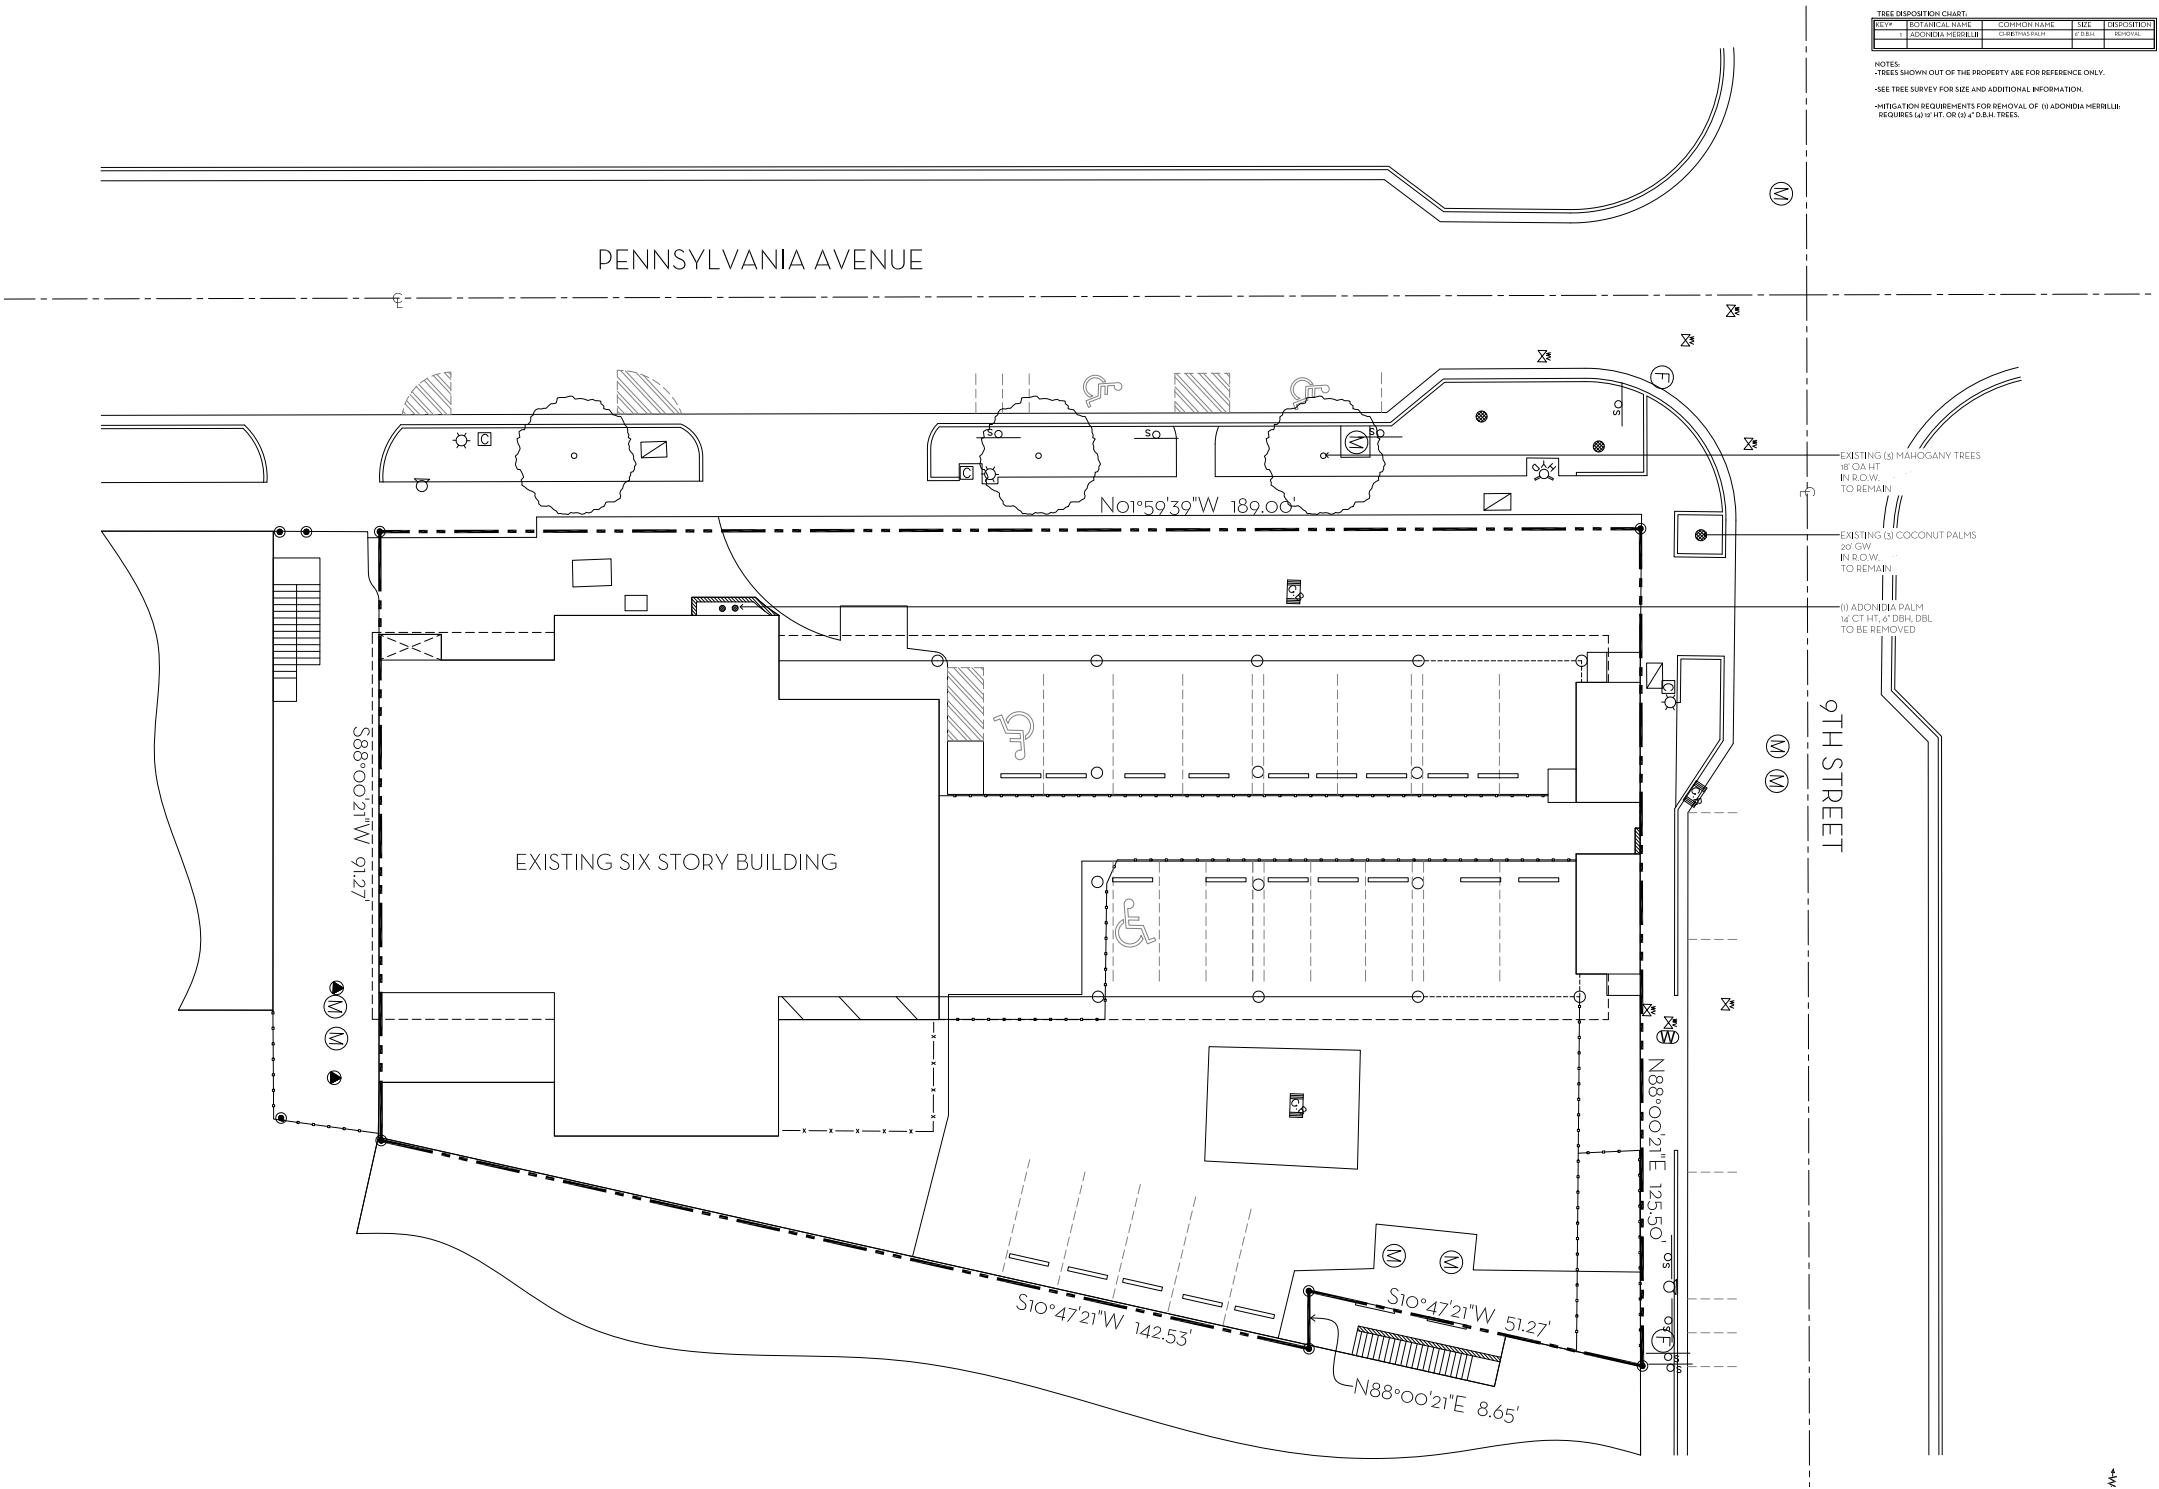 TREE DISPOSITION CHART:
KEY# BOTANICAL NAME COMMON NAME SIZE DISPOSITION
1 ADONIDIA MERRILLII CHRISTMAS PALM 6" D.B.H. REMOVAL
NOTES:
-TREES SHOWN OUT OF THE PROPERTY ARE FOR REFERENCE ONLY.
-SEE TREE SURVEY FOR SIZE AND ADDITIONAL INFORMATION.
-MITIGATION REQUIREMENTS FOR REMOVAL OF (1) ADONIDIA MERRILLII:
REQUIRES (4) 12' HT. OR (2) 4" D.B.H. TREES.
M
PENNSYLVANIA AVENUE
F
C
S
S
S
M
S
C
HYD
EXISTING (3) MAHOGANY TREES
18' OA HT
IN R.O.W.
TO REMAIN
N01°59'39"W 189.00'
EXISTING (3) COCONUT PALMS
20' GW
IN R.O.W.
TO REMAIN
(1) ADONIDIA PALM
14' CT HT, 6" DBH, DBL
TO BE REMOVED
C
9TH STREET
M
M
S88°00'21"W 91.27'
EXISTING SIX STORY BUILDING
M
M
W
N88°00'21"E 125.50'
M
M
S10°47'21"W 142.53'
S10°47'21"W 51.27'
F
S
S
S
S
N88°00'21"E 8.65'